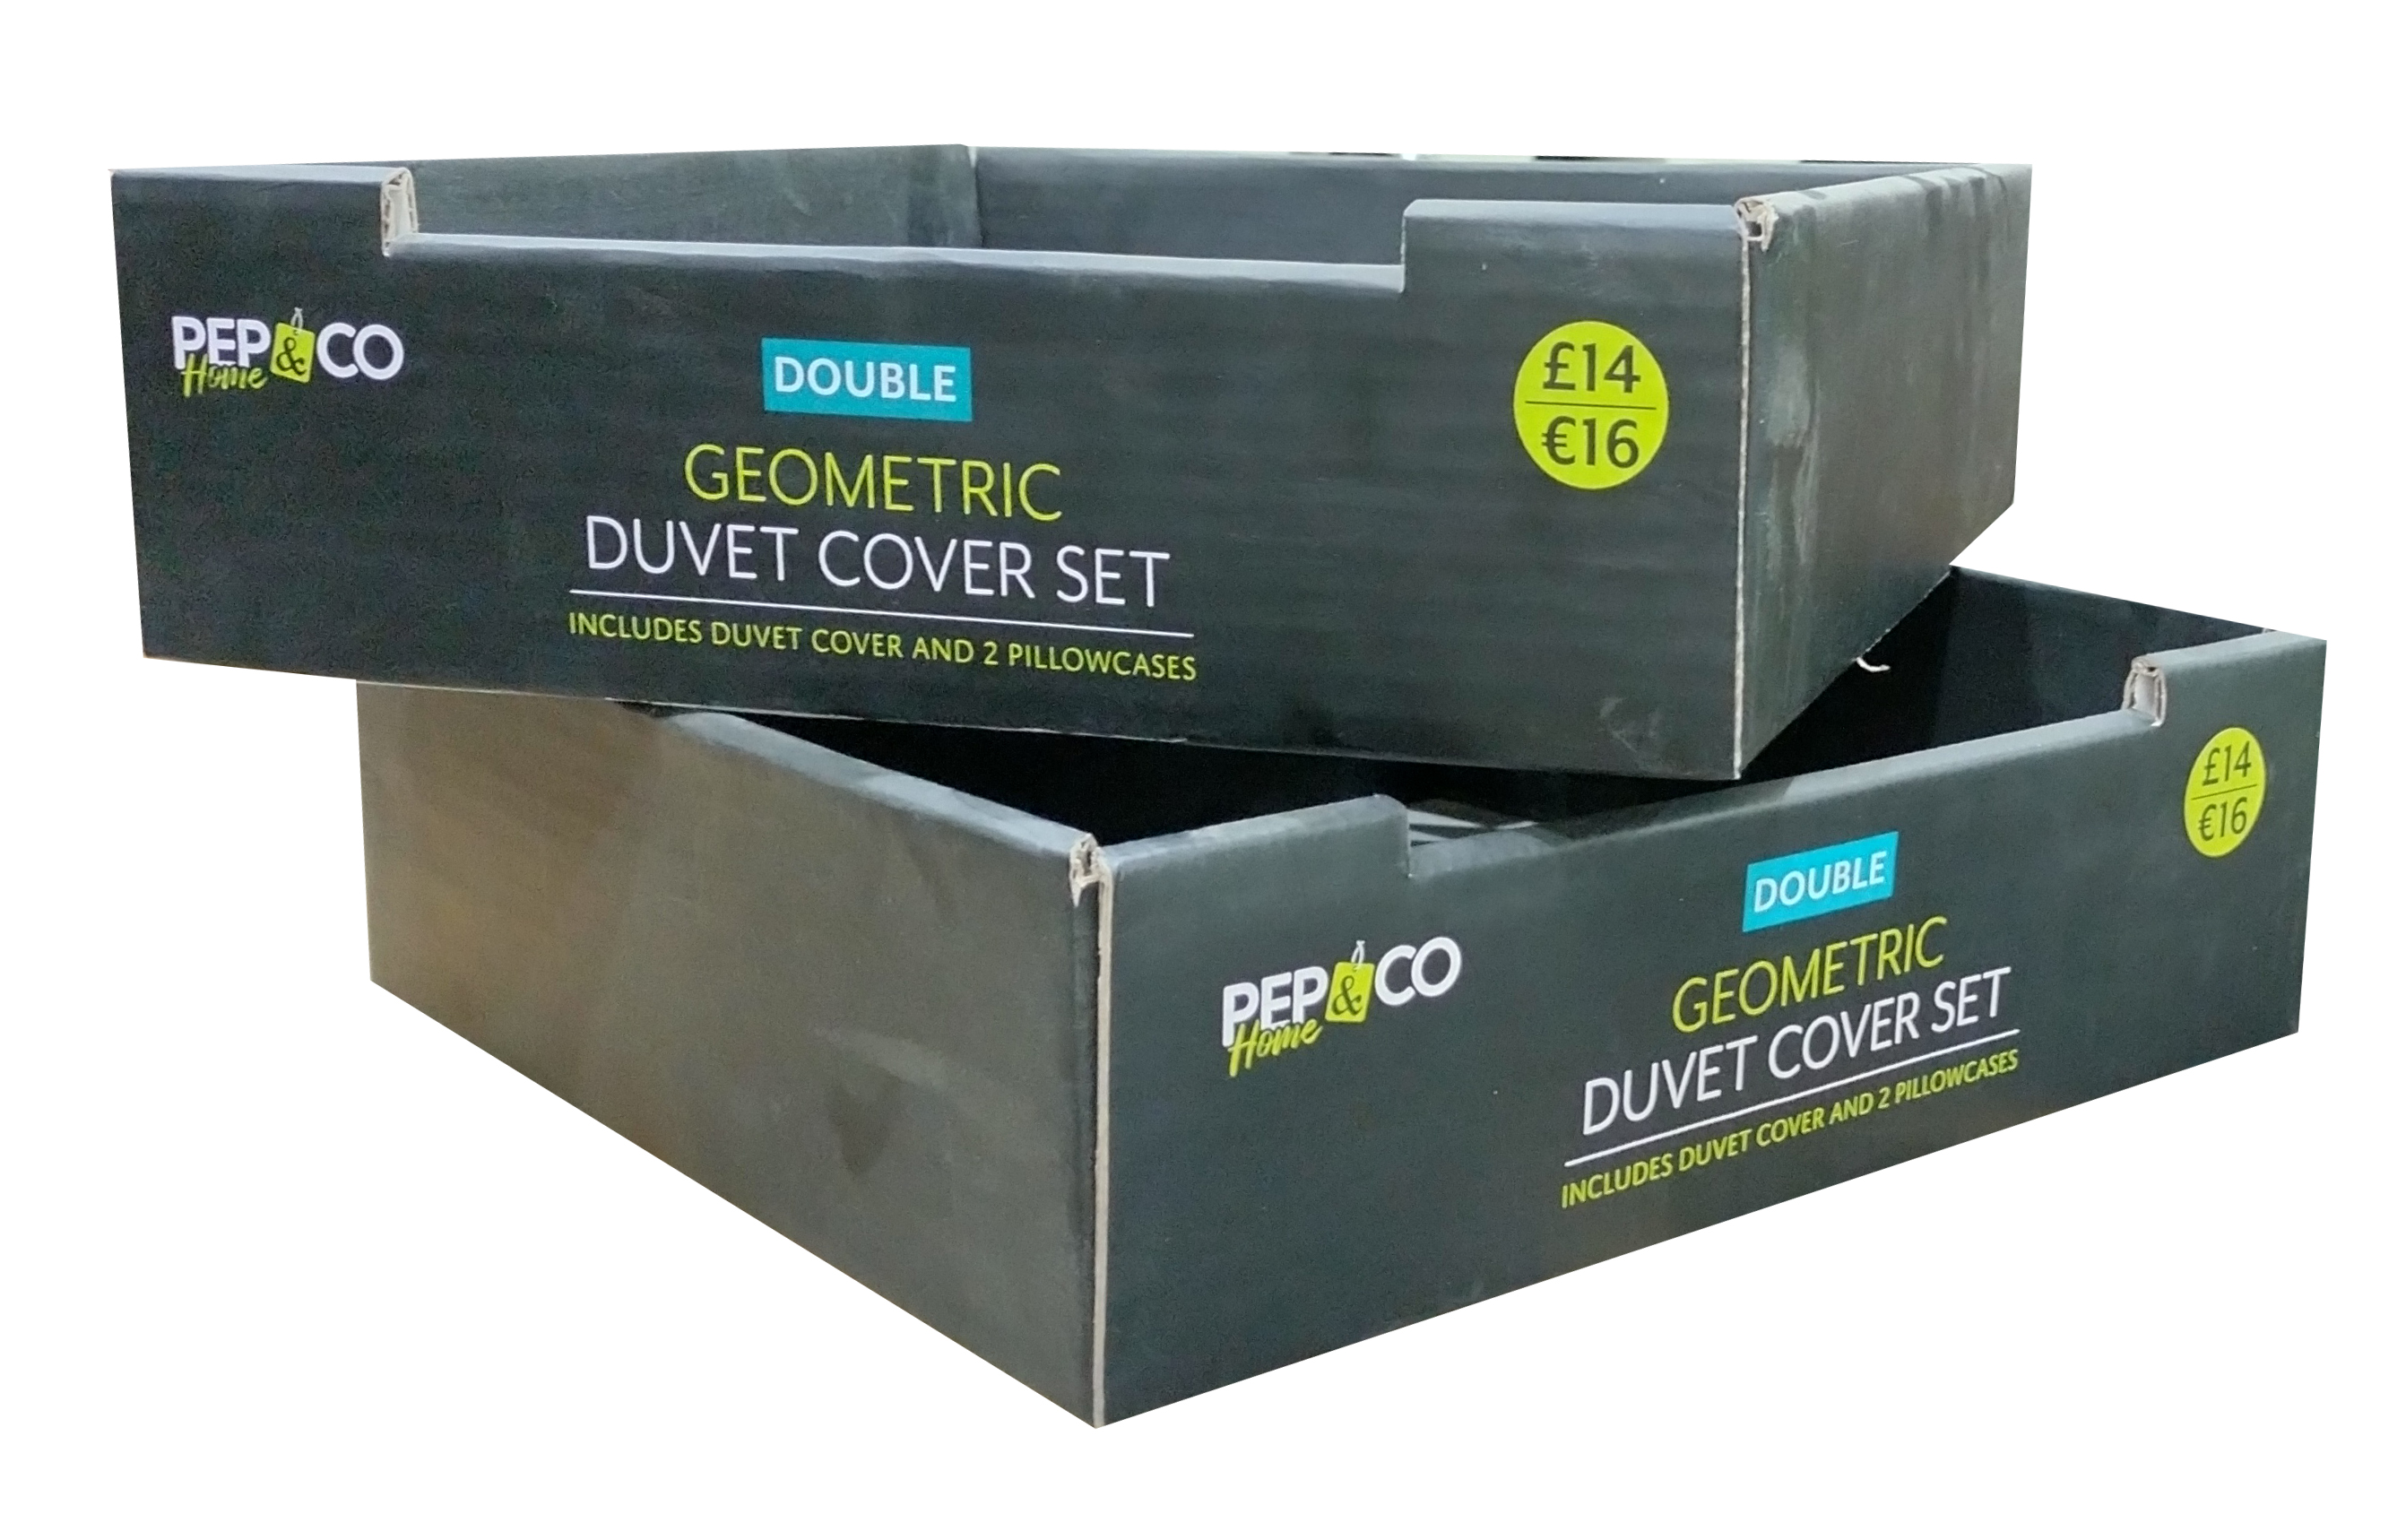 PEP & CO
Home
DOUBLE
£14
€16
GEOMETRIC
DUVET COVER SET
INCLUDES DUVET COVER AND 2 PILLOWCASES
£14
€16
DOUBLE
PEP & CO
Home
GEOMETRIC
DUVET COVER SET
INCLUDES DUVET COVER AND 2 PILLOWCASES